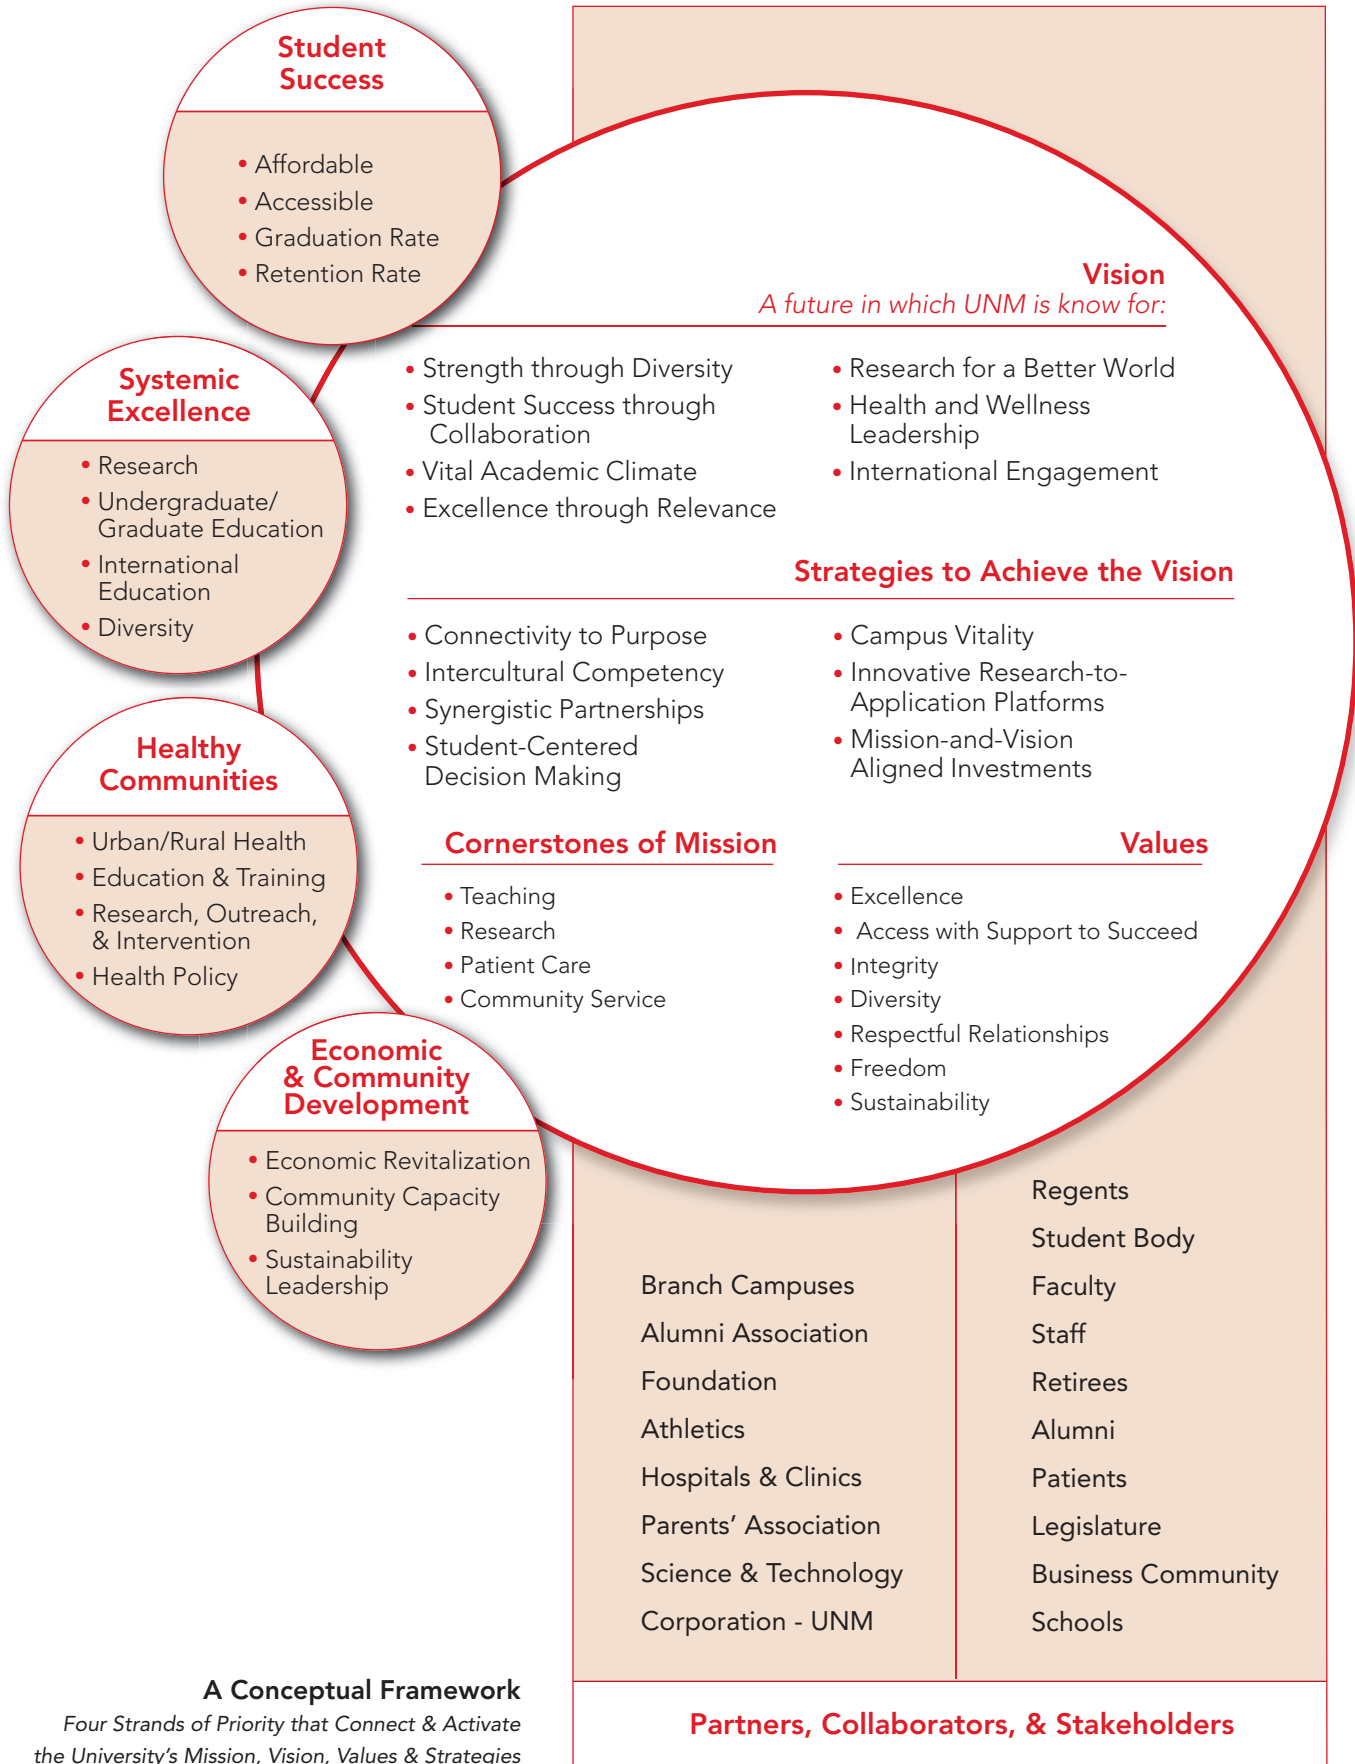 Student
Success
• Affordable
• Accessible
• Graduation Rate
• Retention Rate
Systemic
Excellence
• Research
• Undergraduate/
Graduate Education
• International
Education
• Diversity
Healthy
Communities
• Urban/Rural Health
• Education & Training
• Research, Outreach,
& Intervention
• Health Policy
Economic
& Community
Development
• Economic Revitalization
• Community Capacity
Building
• Sustainability
Leadership
Vision
A future in which UNM is know for:
• Strength through Diversity
• Student Success through
Collaboration
• Vital Academic Climate
• Excellence through Relevance
• Research for a Better World
• Health and Wellness
Leadership
• International Engagement
Strategies to Achieve the Vision
• Connectivity to Purpose
• Intercultural Competency
• Synergistic Partnerships
• Student-Centered
Decision Making
• Campus Vitality
• Innovative Research-to-
Application Platforms
• Mission-and-Vision
Aligned Investments
Cornerstones of Mission
• Teaching
• Research
• Patient Care
• Community Service
Values
• Excellence
• Access with Support to Succeed
• Integrity
• Diversity
• Respectful Relationships
• Freedom
• Sustainability
Branch Campuses
Alumni Association
Foundation
Athletics
Hospitals & Clinics
Parents’ Association
Science & Technology
Corporation - UNM
Regents
Student Body
Faculty
Staff
Retirees
Alumni
Patients
Legislature
Business Community
Schools
Partners, Collaborators, & Stakeholders
A Conceptual Framework
Four Strands of Priority that Connect & Activate
the University’s Mission, Vision, Values & Strategies